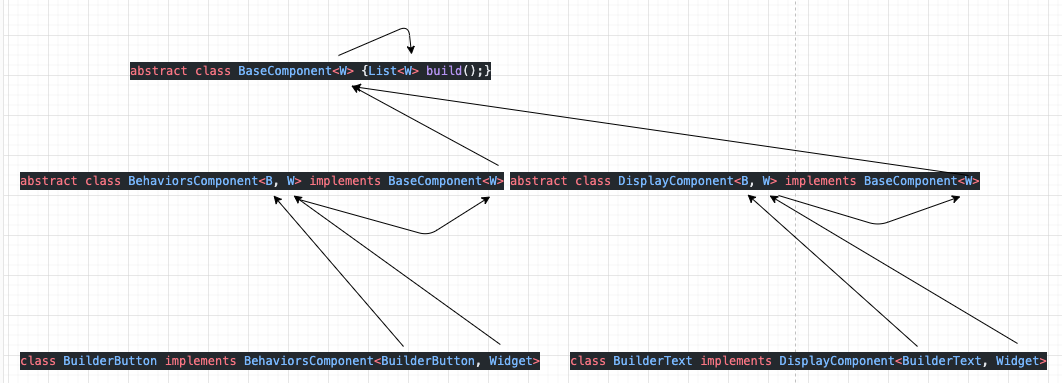 abstract class BaseComponent<W> {List<W> build();}
abstract class BehaviorsComponent<B, W> implements BaseComponent<W>
abstract class DisplayComponent<B, W> implements BaseComponent<W>
class BuilderButton implements BehaviorsComponent<BuilderButton, Widget>
class BuilderText implements DisplayComponent<BuilderText, Widget>